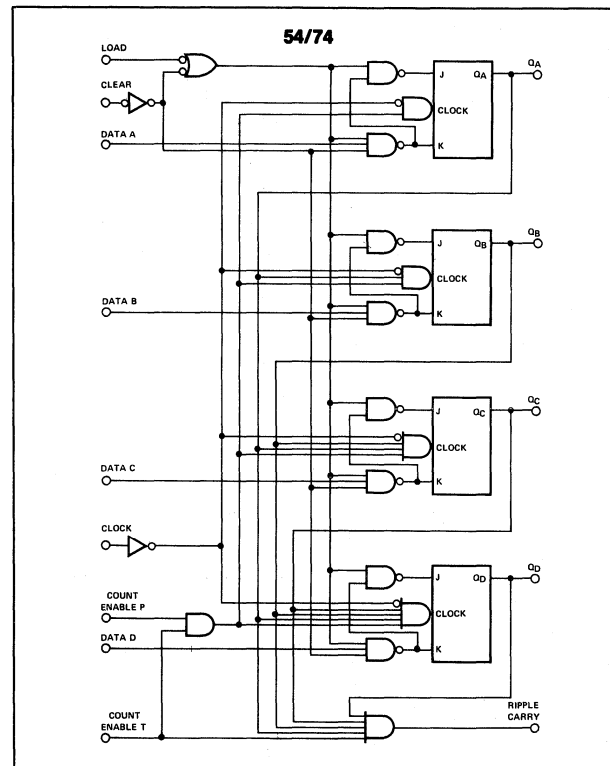 54/74
LOAD
CLEAR
DATA A
J
QA
CLOCK
K
QA
DATA B
J
QB
CLOCK
K
QB
DATA C
J
QC
CLOCK
K
QC
CLOCK
COUNT
ENABLE P
DATA D
J
QD
CLOCK
K
QD
COUNT
ENABLE T
RIPPLE
CARRY